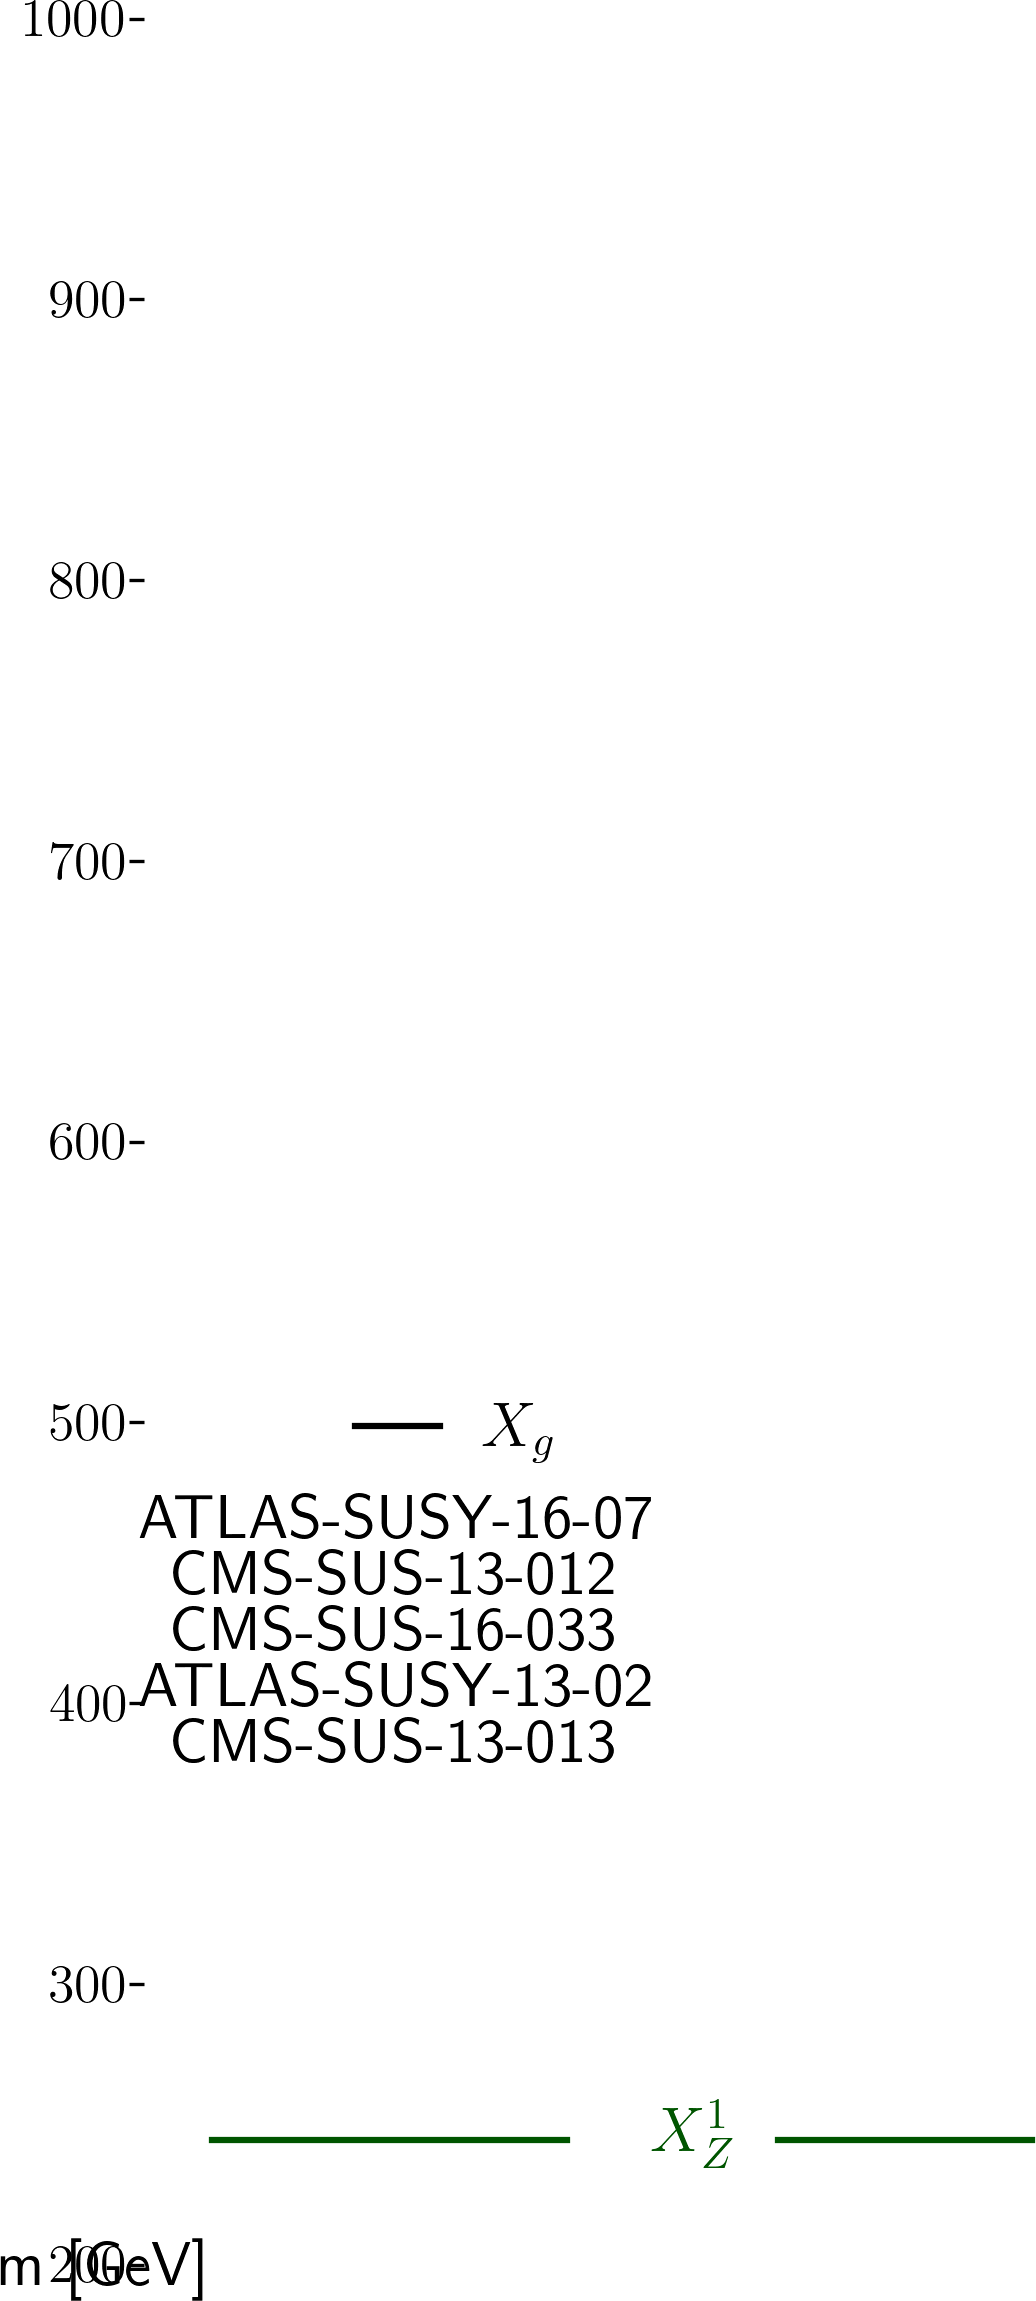 1000-
900-
800-
700-
600-
500-
X_g
ATLAS-SUSY-16-07
CMS-SUS-13-012
CMS-SUS-16-033
400-
ATLAS-SUSY-13-02
CMS-SUS-13-013
300-
X_Z^1
200-
m [GeV]